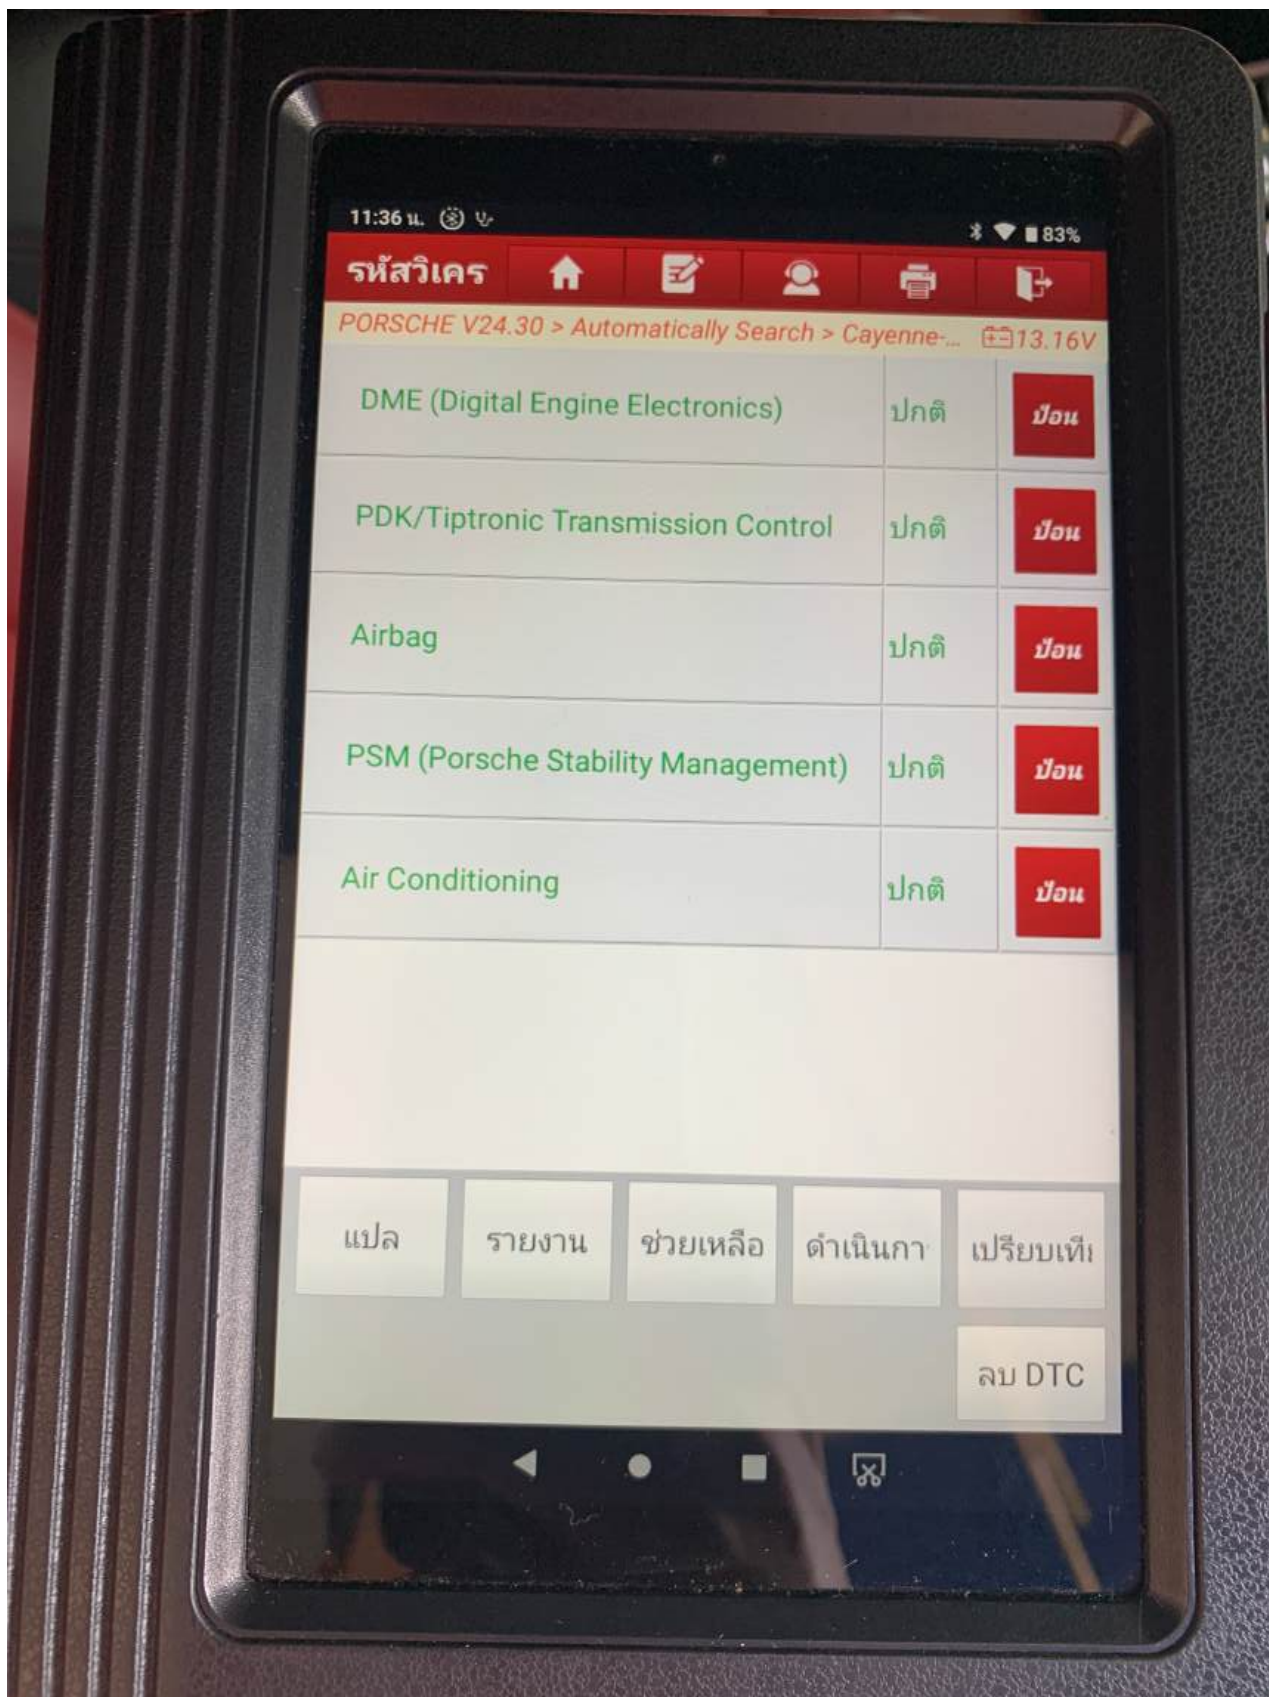 11:36 น.
83%
รหัสวิเคร
PORSCHE V24.30 > Automatically Search > Cayenne-... 13.16V
DME (Digital Engine Electronics) ปกติ ป้อน
PDK/Tiptronic Transmission Control ปกติ ป้อน
Airbag ปกติ ป้อน
PSM (Porsche Stability Management) ปกติ ป้อน
Air Conditioning ปกติ ป้อน
แปล รายงาน ช่วยเหลือ ดำเนินกา เปรียบเที
ลบ DTC